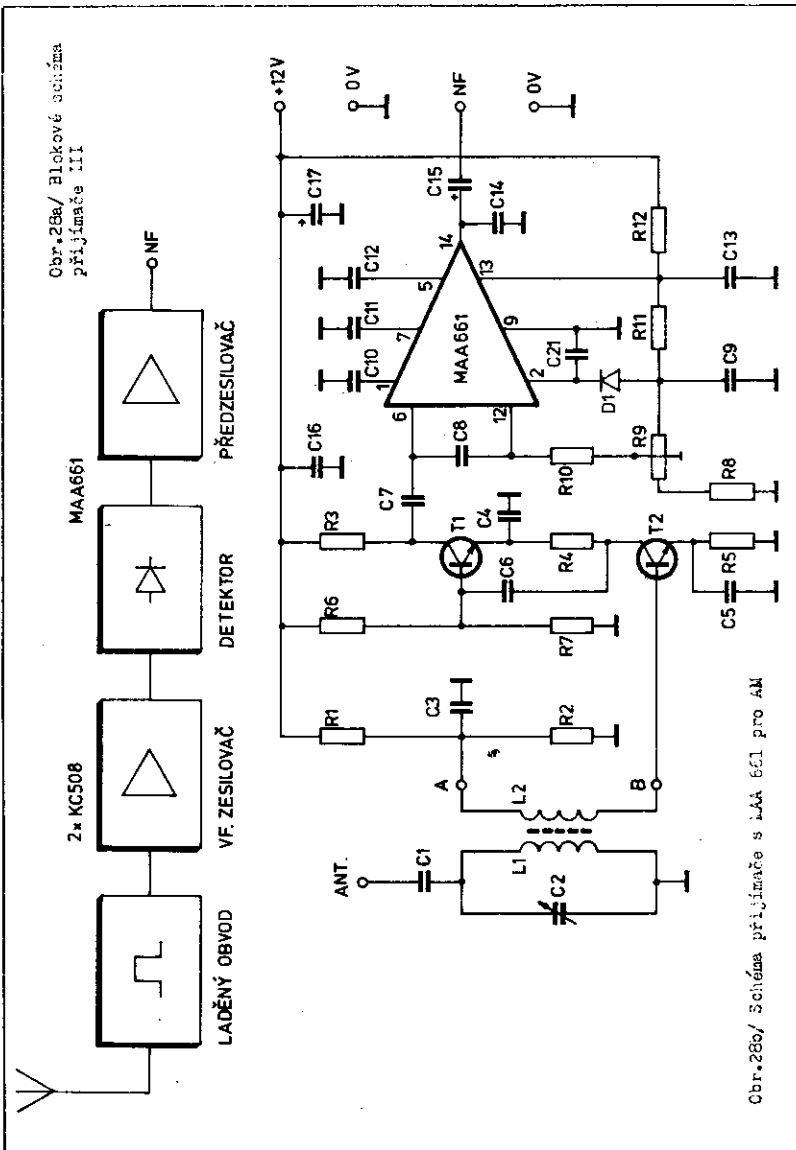 Obr.28a/ Blokové schéma
přijímače III
2x KC508
MAA661
NF
LADĚNÝ OBVOD
VF. ZESILOVAČ
DETEKTOR
PŘEDZESILOVAČ
+12V
0V
NF
0V
ANT.
C1
C2
L1
L2
A
B
R1
C3
R2
R6
R7
R3
C7
T1
C4
C6
R4
T2
C5
R5
C16
C8
R10
R9
R8
6
12
1
7
5
14
13
9
2
MAA661
C10
C11
C12
C17
C15
C14
C21
D1
R11
R12
C9
C13
Obr.28b/ Schéma přijímače s 661 pro AM